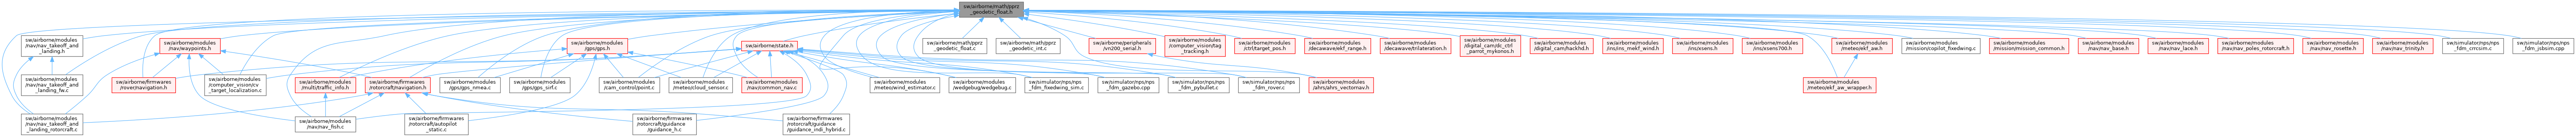 sw/airborne/math/pprz
_geodetic_float.h
sw/airborne/modules
/nav/nav_takeoff_and
_landing.h
sw/airborne/modules
/nav/waypoints.h
sw/airborne/modules
/gps/gps.h
sw/airborne/state.h
sw/airborne/math/pprz
_geodetic_float.c
sw/airborne/math/pprz
_geodetic_int.c
sw/airborne/peripherals
/vn200_serial.h
sw/airborne/modules
/computer_vision/tag
_tracking.h
sw/airborne/modules
/ctrl/target_pos.h
sw/airborne/modules
/decawave/ekf_range.h
sw/airborne/modules
/decawave/trilateration.h
sw/airborne/modules
/digital_cam/dc_ctrl
_parrot_mykonos.h
sw/airborne/modules
/digital_cam/hackhd.h
sw/airborne/modules
/ins/ins_mekf_wind.h
sw/airborne/modules
/ins/xsens.h
sw/airborne/modules
/ins/xsens700.h
sw/airborne/modules
/meteo/ekf_aw.h
sw/airborne/modules
/mission/copilot_fixedwing.c
sw/airborne/modules
/mission/mission_common.h
sw/airborne/modules
/nav/nav_base.h
sw/airborne/modules
/nav/nav_lace.h
sw/airborne/modules
/nav/nav_poles_rotorcraft.h
sw/airborne/modules
/nav/nav_rosette.h
sw/airborne/modules
/nav/nav_trinity.h
sw/simulator/nps/nps
_fdm_crrcsim.c
sw/simulator/nps/nps
_fdm_jsbsim.cpp
sw/airborne/modules
/nav/nav_takeoff_and
_landing_fw.c
sw/airborne/firmwares
/rover/navigation.h
sw/airborne/modules
/computer_vision/cv
_target_localization.c
sw/airborne/modules
/multi/traffic_info.h
sw/airborne/firmwares
/rotorcraft/navigation.h
sw/airborne/modules
/gps/gps_nmea.c
sw/airborne/modules
/gps/gps_sirf.c
sw/airborne/modules
/cam_control/point.c
sw/airborne/modules
/meteo/cloud_sensor.c
sw/airborne/modules
/nav/common_nav.c
sw/airborne/modules
/meteo/wind_estimator.c
sw/airborne/modules
/wedgebug/wedgebug.c
sw/simulator/nps/nps
_fdm_fixedwing_sim.c
sw/simulator/nps/nps
_fdm_gazebo.cpp
sw/simulator/nps/nps
_fdm_pybullet.c
sw/simulator/nps/nps
_fdm_rover.c
sw/airborne/modules
/ahrs/ahrs_vectornav.h
sw/airborne/modules
/meteo/ekf_aw_wrapper.h
sw/airborne/modules
/nav/nav_takeoff_and
_landing_rotorcraft.c
sw/airborne/modules
/nav/nav_fish.c
sw/airborne/firmwares
/rotorcraft/autopilot
_static.c
sw/airborne/firmwares
/rotorcraft/guidance
/guidance_h.c
sw/airborne/firmwares
/rotorcraft/guidance
/guidance_indi_hybrid.c